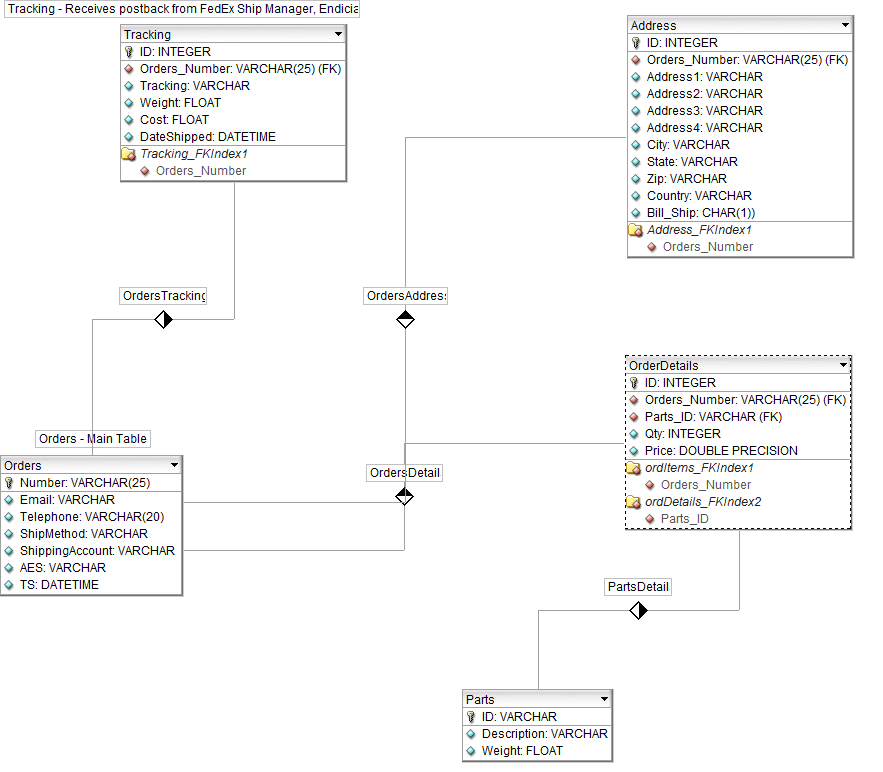 Tracking - Receives postback from FedEx Ship Manager, Endicia
Tracking
ID: INTEGER
Orders_Number: VARCHAR(25) (FK)
Tracking: VARCHAR
Weight: FLOAT
Cost: FLOAT
DateShipped: DATETIME
Tracking_FKIndex1
Orders_Number
Address
ID: INTEGER
Orders_Number: VARCHAR(25) (FK)
Address1: VARCHAR
Address2: VARCHAR
Address3: VARCHAR
Address4: VARCHAR
City: VARCHAR
State: VARCHAR
Zip: VARCHAR
Country: VARCHAR
Bill_Ship: CHAR(1))
Address_FKIndex1
Orders_Number
OrdersTracking
OrdersAddress
Orders - Main Table
Orders
Number: VARCHAR(25)
Email: VARCHAR
Telephone: VARCHAR(20)
ShipMethod: VARCHAR
ShippingAccount: VARCHAR
AES: VARCHAR
TS: DATETIME
OrdersDetail
OrderDetails
ID: INTEGER
Orders_Number: VARCHAR(25) (FK)
Parts_ID: VARCHAR (FK)
Qty: INTEGER
Price: DOUBLE PRECISION
ordItems_FKIndex1
Orders_Number
ordDetails_FKIndex2
Parts_ID
PartsDetail
Parts
ID: VARCHAR
Description: VARCHAR
Weight: FLOAT